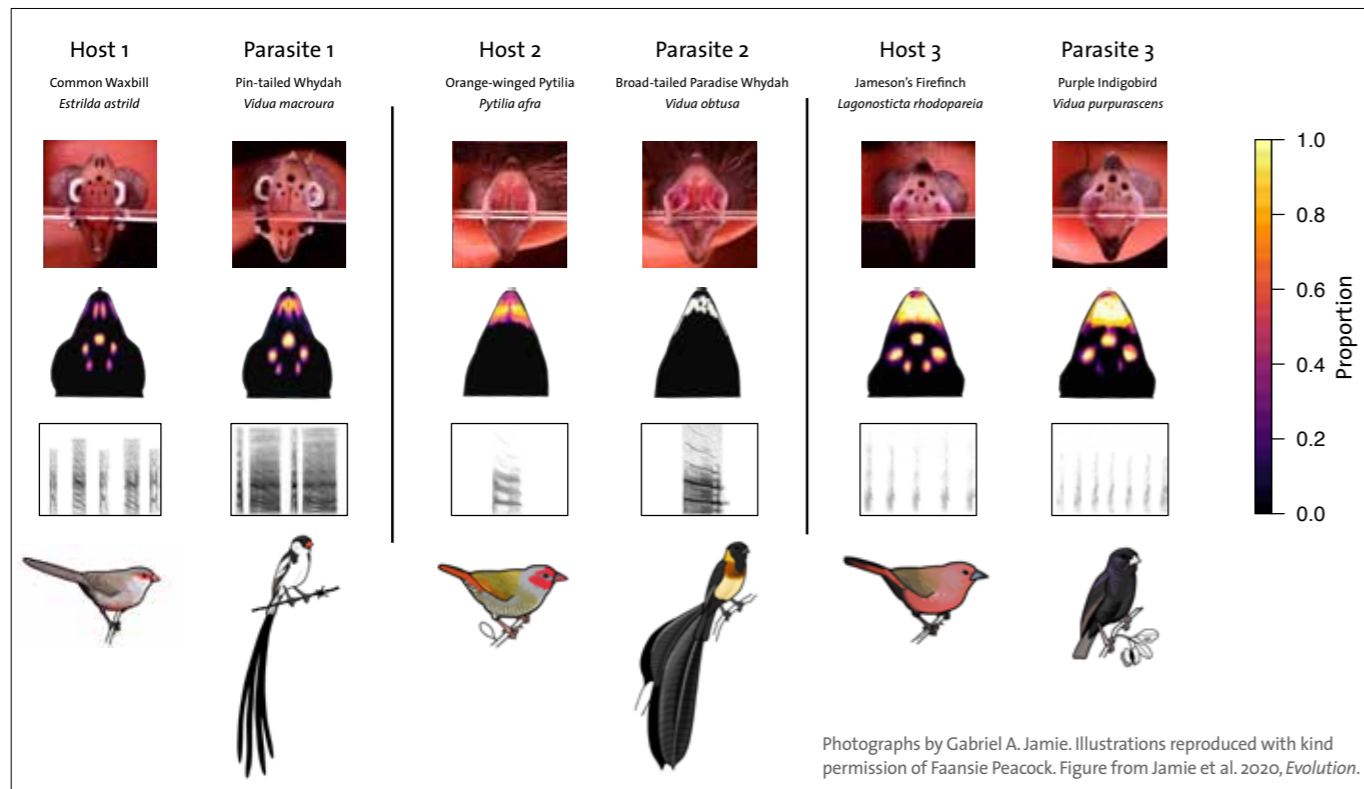 Host 1
Common Waxbill
Estrilda astrild
Parasite 1
Pin-tailed Whydah
Vidua macroura
Host 2
Orange-winged Pytilia
Pytilia afra
Parasite 2
Broad-tailed Paradise Whydah
Vidua obtusa
Host 3
Jameson's Firefinch
Lagonosticta rhodopareia
Parasite 3
Purple Indigobird
Vidua purpurascens
1.0
0.8
0.6
0.4
0.2
0.0
Proportion
Photographs by Gabriel A. Jamie. Illustrations reproduced with kind
permission of Faansie Peacock. Figure from Jamie et al. 2020, Evolution.